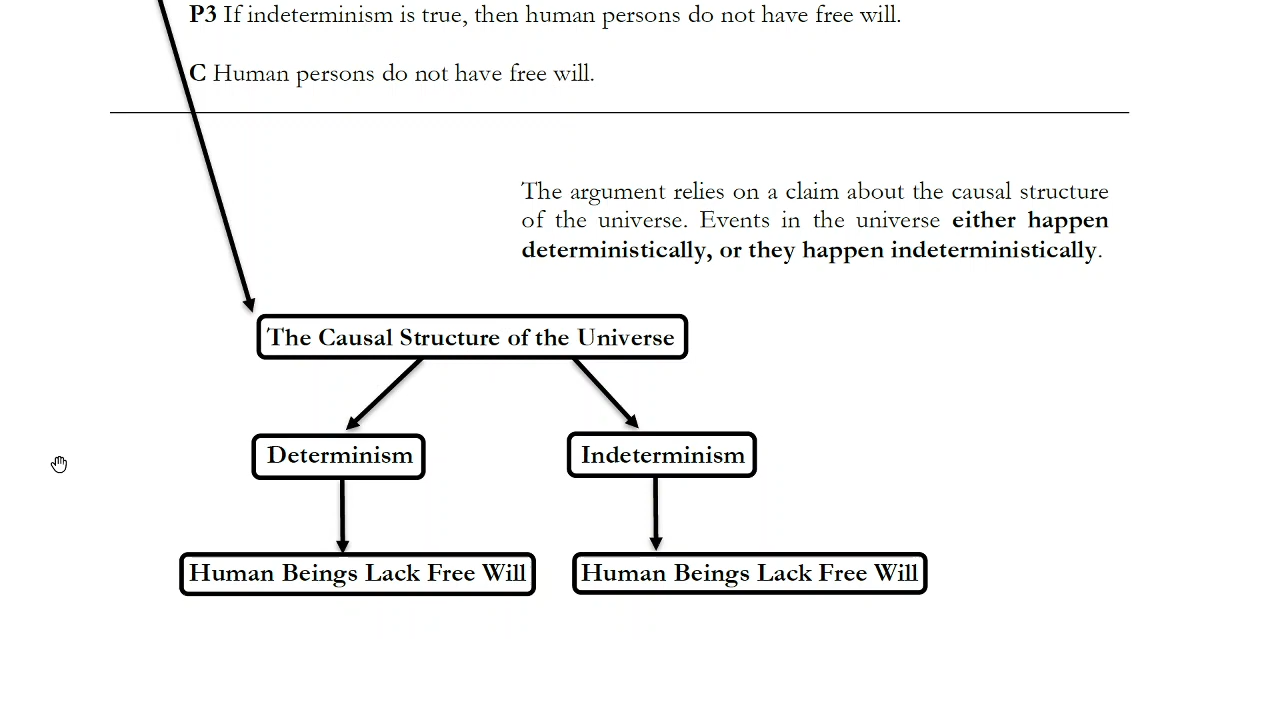 P3 If indeterminism is true, then human persons do not have free will.
C Human persons do not have free will.
The argument relies on a claim about the causal structure
of the universe. Events in the universe either happen
deterministically, or they happen indeterministically.
The Causal Structure of the Universe
Determinism
Indeterminism
Human Beings Lack Free Will
Human Beings Lack Free Will